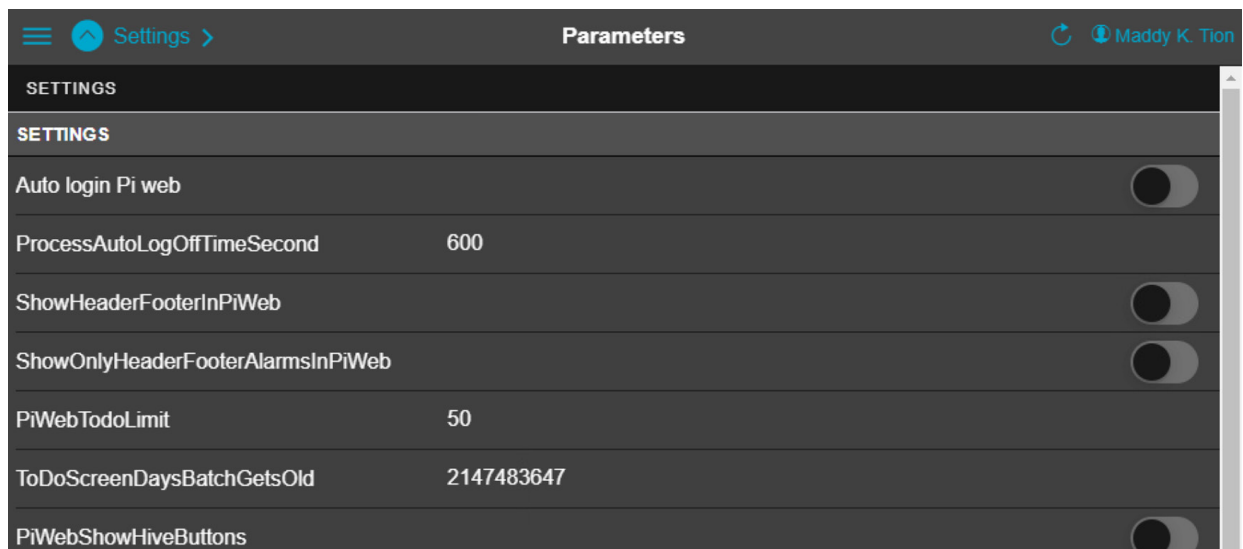 Settings > Parameters Maddy K. Tion
SETTINGS
SETTINGS
Auto login Pi web
ProcessAutoLogOffTimeSecond 600
ShowHeaderFooterInPiWeb
ShowOnlyHeaderFooterAlarmsInPiWeb
PiWebTodoLimit 50
ToDoScreenDaysBatchGetsOld 2147483647
PiWebShowHiveButtons